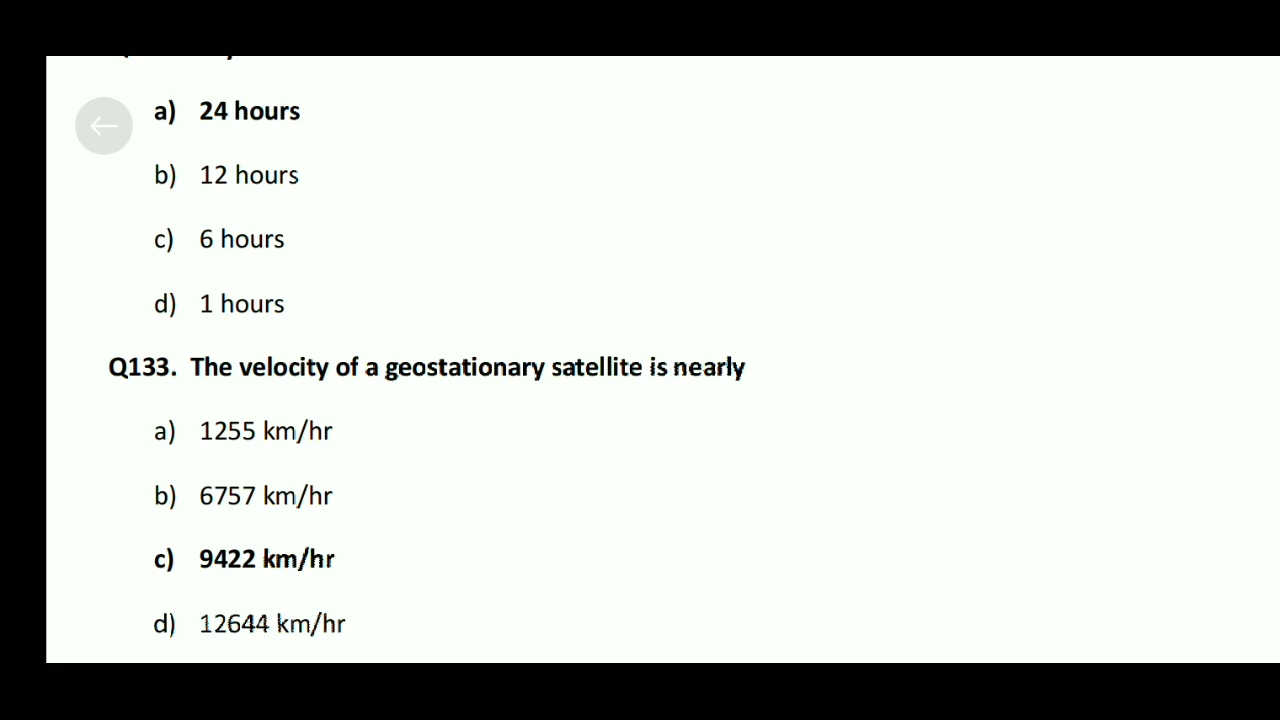 a) 24 hours
b) 12 hours
c) 6 hours
d) 1 hours
Q133. The velocity of a geostationary satellite is nearly
a) 1255 km/hr
b) 6757 km/hr
c) 9422 km/hr
d) 12644 km/hr